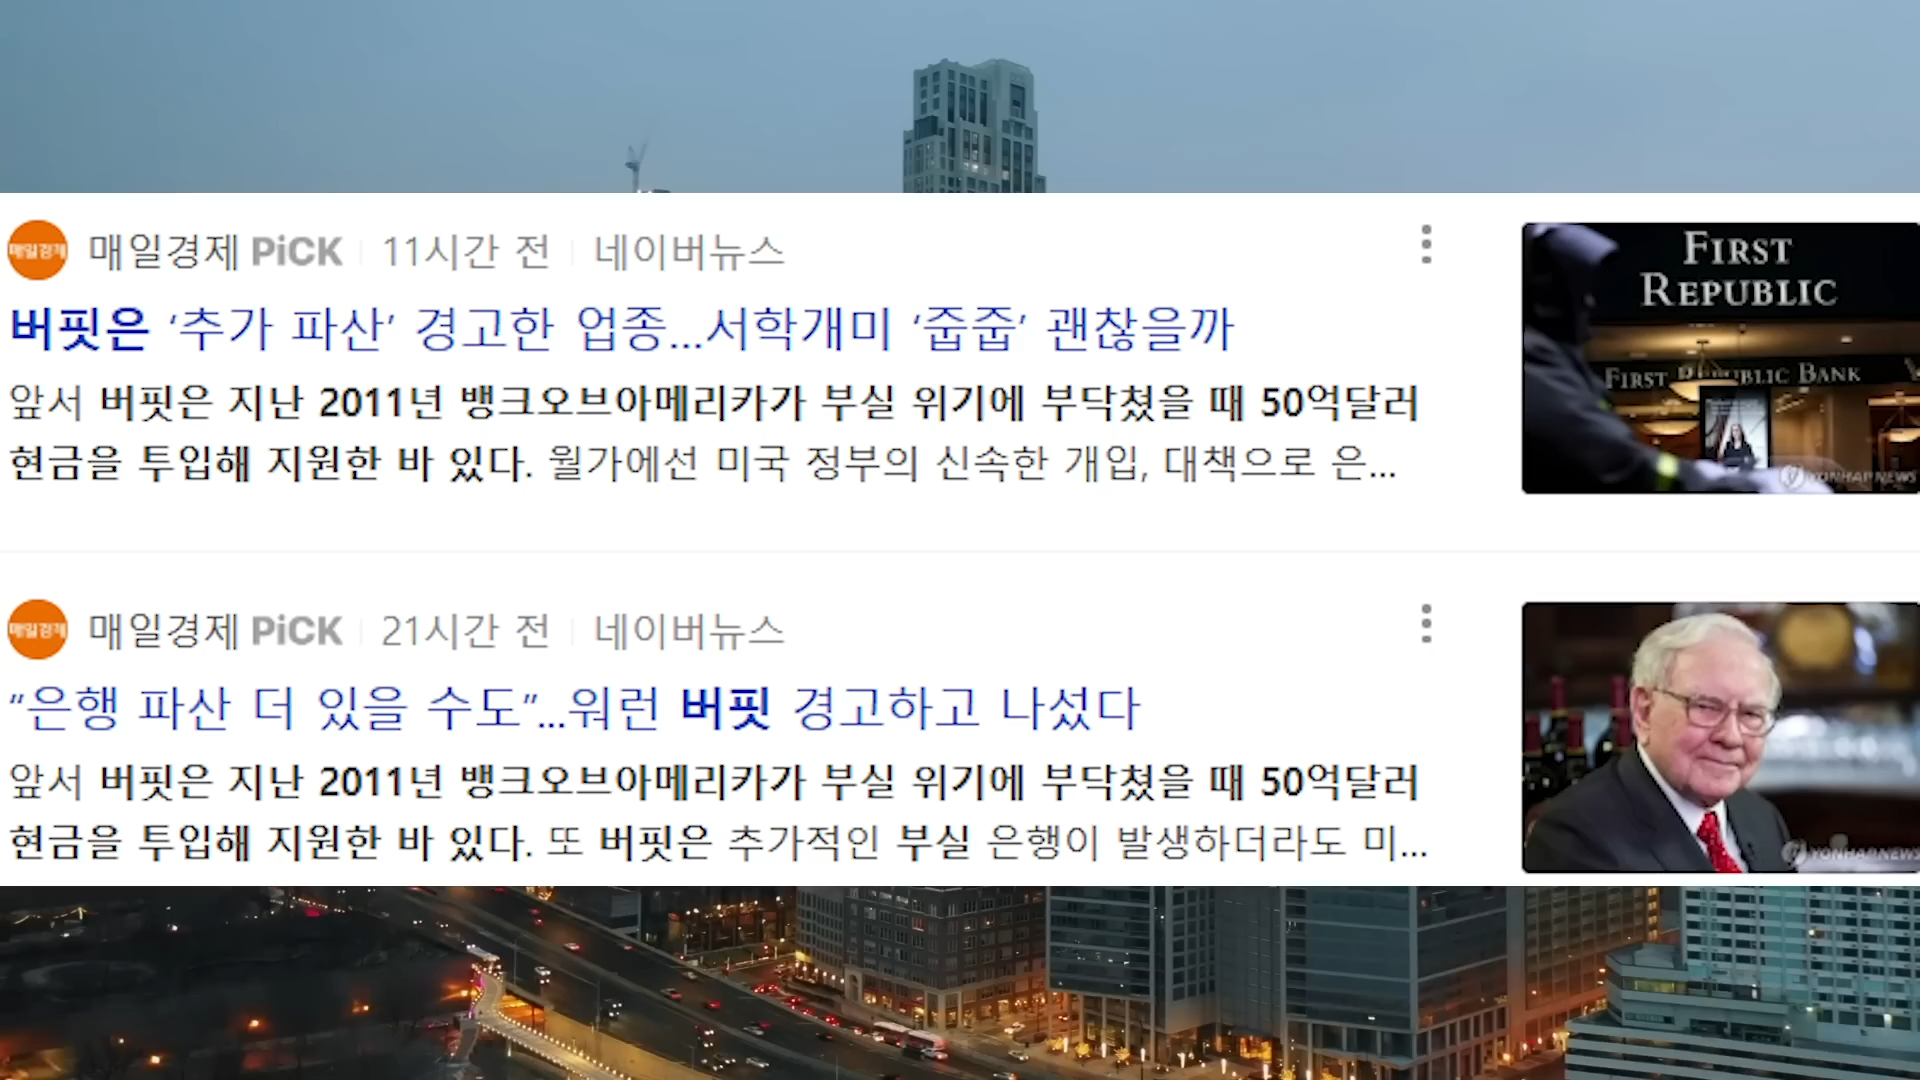 매일경제 매일경제 PiCK 11시간 전 네이버뉴스
버핏은 ‘추가 파산’ 경고한 업종...서학개미 ‘줍줍’ 괜찮을까
앞서 버핏은 지난 2011년 뱅크오브아메리카가 부실 위기에 부닥쳤을 때 50억달러
현금을 투입해 지원한 바 있다. 월가에선 미국 정부의 신속한 개입, 대책으로 은...
FIRST
REPUBLIC
FIRST REPUBLIC BANK
YONHAPNEWS
매일경제 매일경제 PiCK 21시간 전 네이버뉴스
“은행 파산 더 있을 수도”...워런 버핏 경고하고 나섰다
앞서 버핏은 지난 2011년 뱅크오브아메리카가 부실 위기에 부닥쳤을 때 50억달러
현금을 투입해 지원한 바 있다. 또 버핏은 추가적인 부실 은행이 발생하더라도 미...
YONHAPNEWS